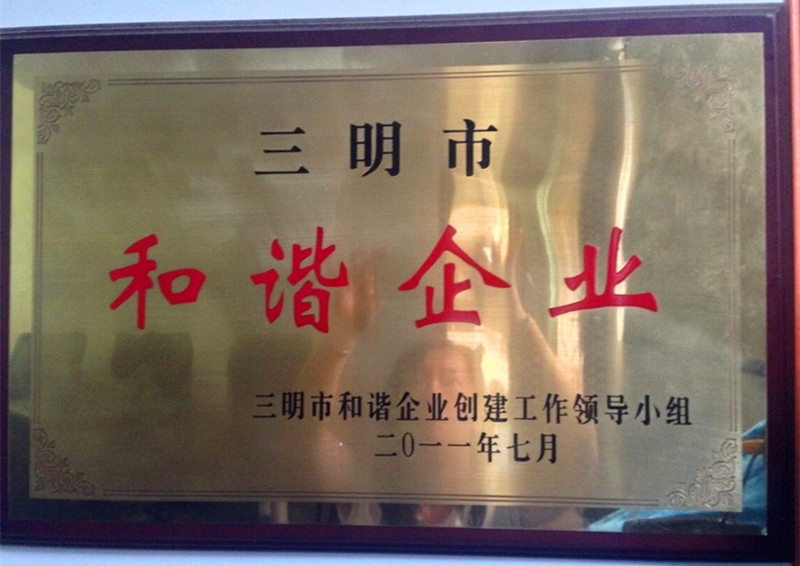 三明市
和谐企业
三明市和谐企业创建工作领导小组
二〇一一年七月